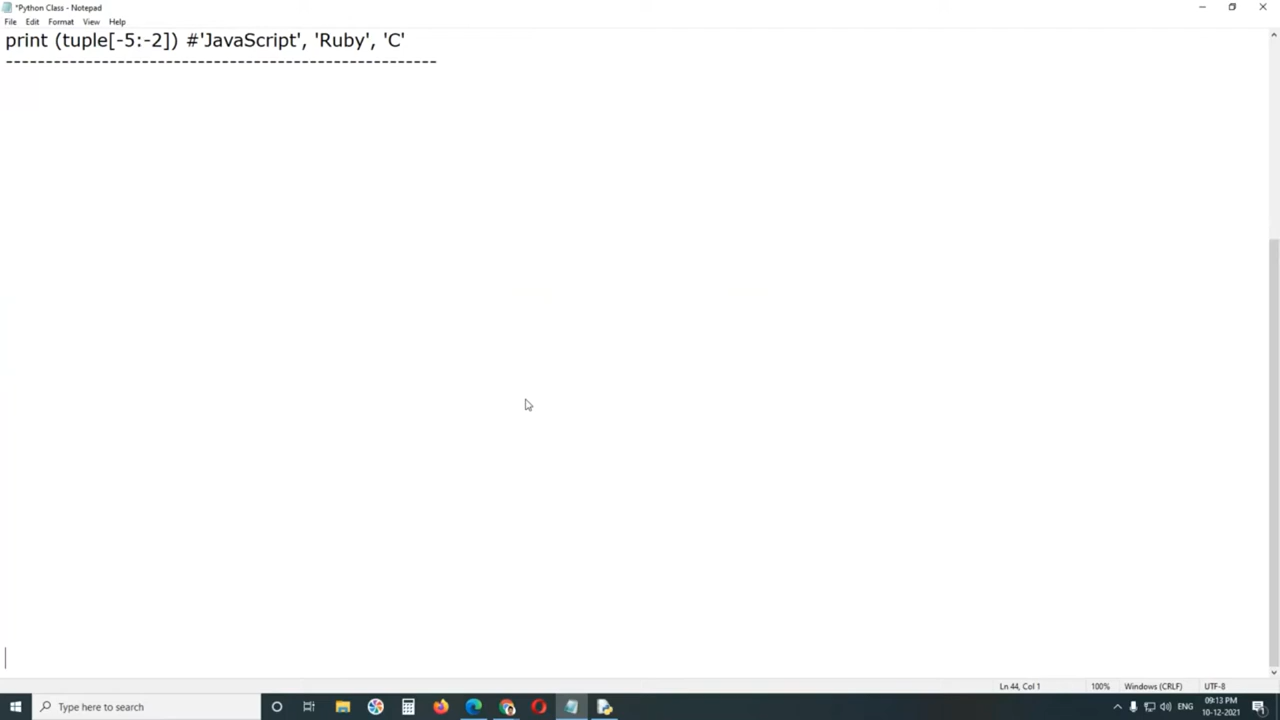 *Python Class - Notepad
File Edit Format View Help
print (tuple[-5:-2]) #'JavaScript', 'Ruby', 'C'
------------------------------------------------------
Ln 44, Col 1 100% Windows (CRLF) UTF-8
Type here to search
ENG
09:13 PM
10-12-2021
1